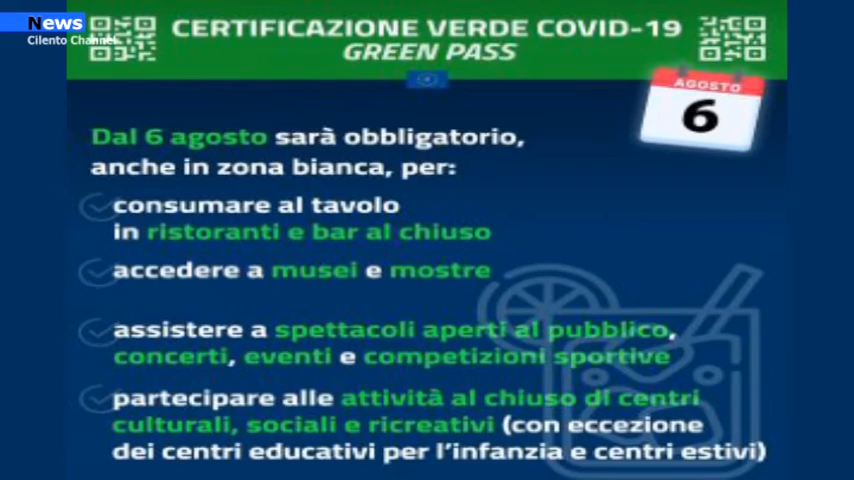 News
Cilento Channel
CERTIFICAZIONE VERDE COVID-19
GREEN PASS
AGOSTO
6
Dal 6 agosto sarà obbligatorio,
anche in zona bianca, per:
consumare al tavolo
in ristoranti e bar al chiuso
accedere a musei e mostre
assistere a spettacoli aperti al pubblico,
concerti, eventi e competizioni sportive
partecipare alle attività al chiuso di centri
culturali, sociali e ricreativi (con eccezione
dei centri educativi per l'infanzia e centri estivi)